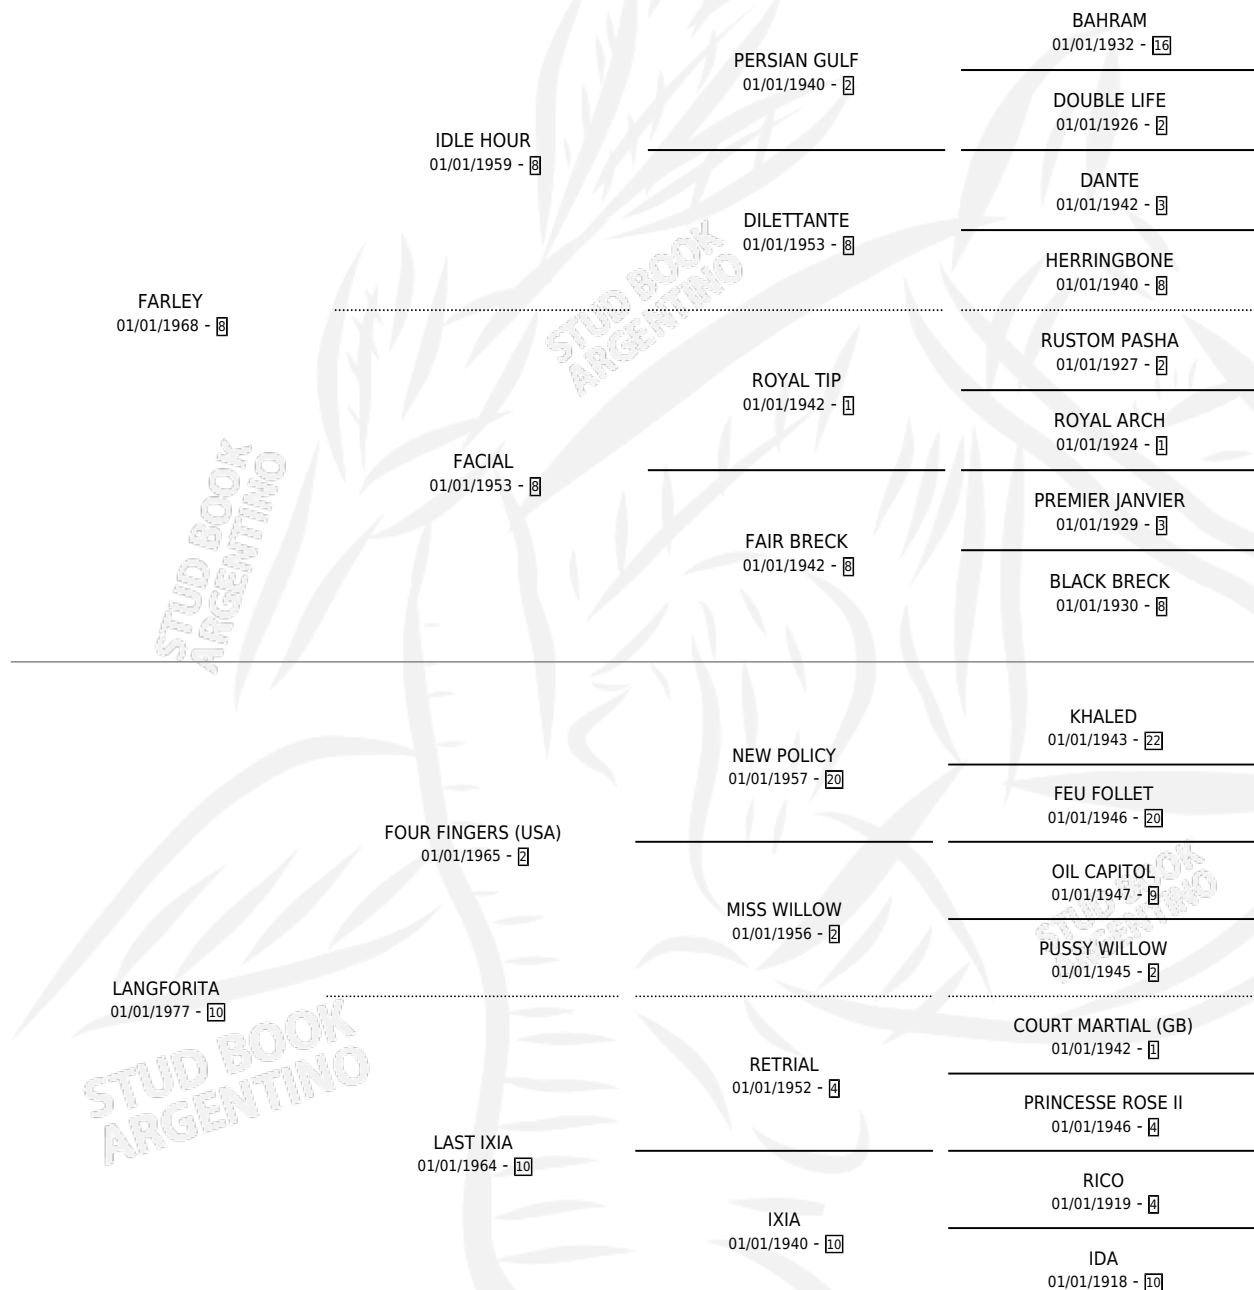 BAHRAM
01/01/1932 - 16
PERSIAN GULF
01/01/1940 - 2
DOUBLE LIFE
01/01/1926 - 2
IDLE HOUR
01/01/1959 - 8
DANTE
01/01/1942 - 3
DILETTANTE
01/01/1953 - 8
HERRINGBONE
01/01/1940 - 8
FARLEY
01/01/1968 - 8
RUSTOM PASHA
01/01/1927 - 2
ROYAL TIP
01/01/1942 - 1
ROYAL ARCH
01/01/1924 - 1
FACIAL
01/01/1953 - 8
PREMIER JANVIER
01/01/1929 - 3
FAIR BRECK
01/01/1942 - 8
BLACK BRECK
01/01/1930 - 8
KHALED
01/01/1943 - 22
NEW POLICY
01/01/1957 - 20
FEU FOLLET
01/01/1946 - 20
FOUR FINGERS (USA)
01/01/1965 - 2
OIL CAPITOL
01/01/1947 - 9
MISS WILLOW
01/01/1956 - 2
PUSSY WILLOW
01/01/1945 - 2
LANGFORITA
01/01/1977 - 10
COURT MARTIAL (GB)
01/01/1942 - 1
RETRIAL
01/01/1952 - 4
PRINCESSE ROSE II
01/01/1946 - 4
LAST IXIA
01/01/1964 - 10
RICO
01/01/1919 - 4
IXIA
01/01/1940 - 10
IDA
01/01/1918 - 10
STUD BOOK
ARGENTINO
STUD BOOK
ARGENTINO
STUD BOOK
ARGENTINO
STUD BOOK
ARGENTINO